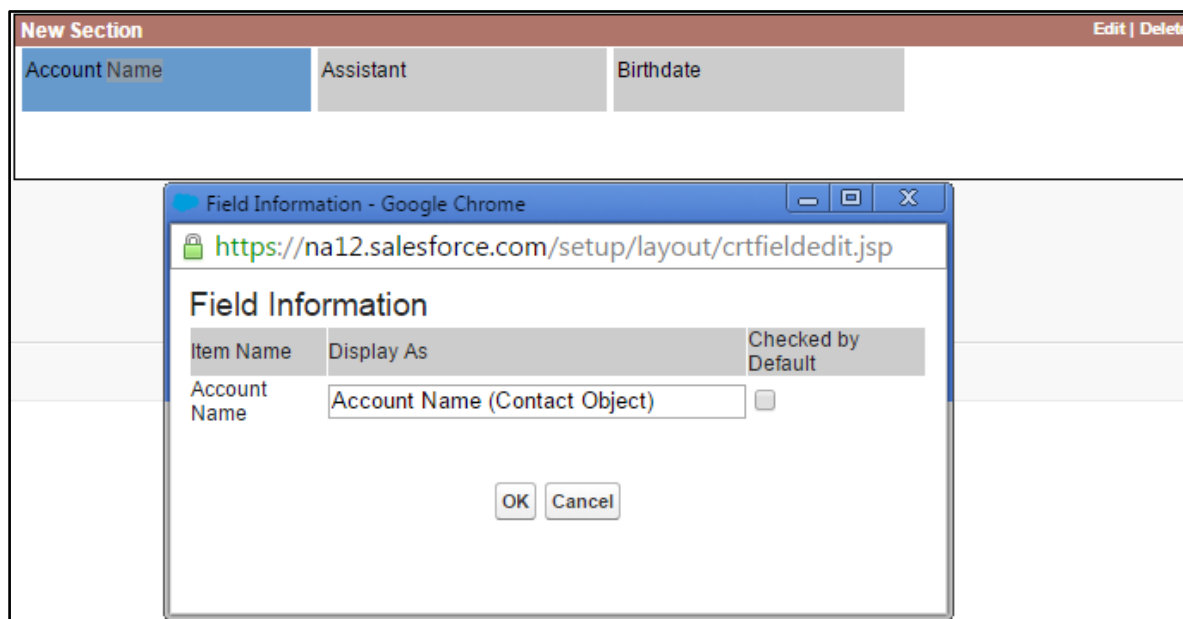 New Section Edit | Delete
Account Name Assistant Birthdate
Field Information - Google Chrome X
https://na12.salesforce.com/setup/layout/crtfieldedit.jsp
Field Information
Item Name Display As Checked by
Default
Account
Name Account Name (Contact Object)
OK Cancel